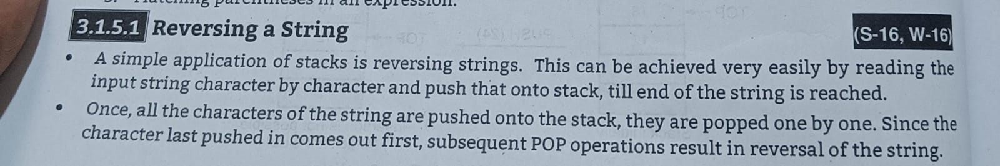 parentheses in an expression.
3.1.5.1 Reversing a String (S-16, W-16)
• A simple application of stacks is reversing strings. This can be achieved very easily by reading the
input string character by character and push that onto stack, till end of the string is reached.
• Once, all the characters of the string are pushed onto the stack, they are popped one by one. Since the
character last pushed in comes out first, subsequent POP operations result in reversal of the string.